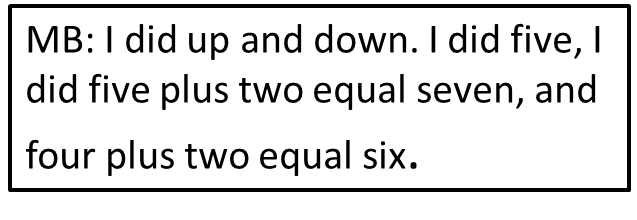 MB: I did up and down. I did five, I
did five plus two equal seven, and
four plus two equal six.